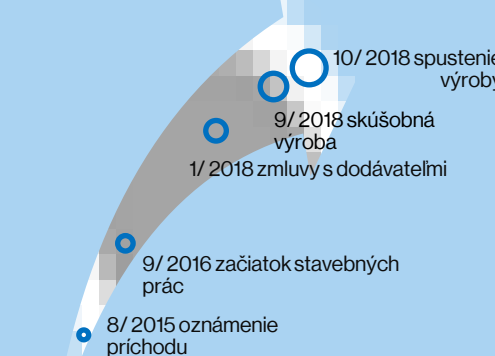 10/ 2018 spustenie
výroby
9/ 2018 skúšobná
výroba
1/ 2018 zmluvy s dodávateľmi
9/ 2016 začiatok stavebných
prác
8/ 2015 oznámenie
príchodu